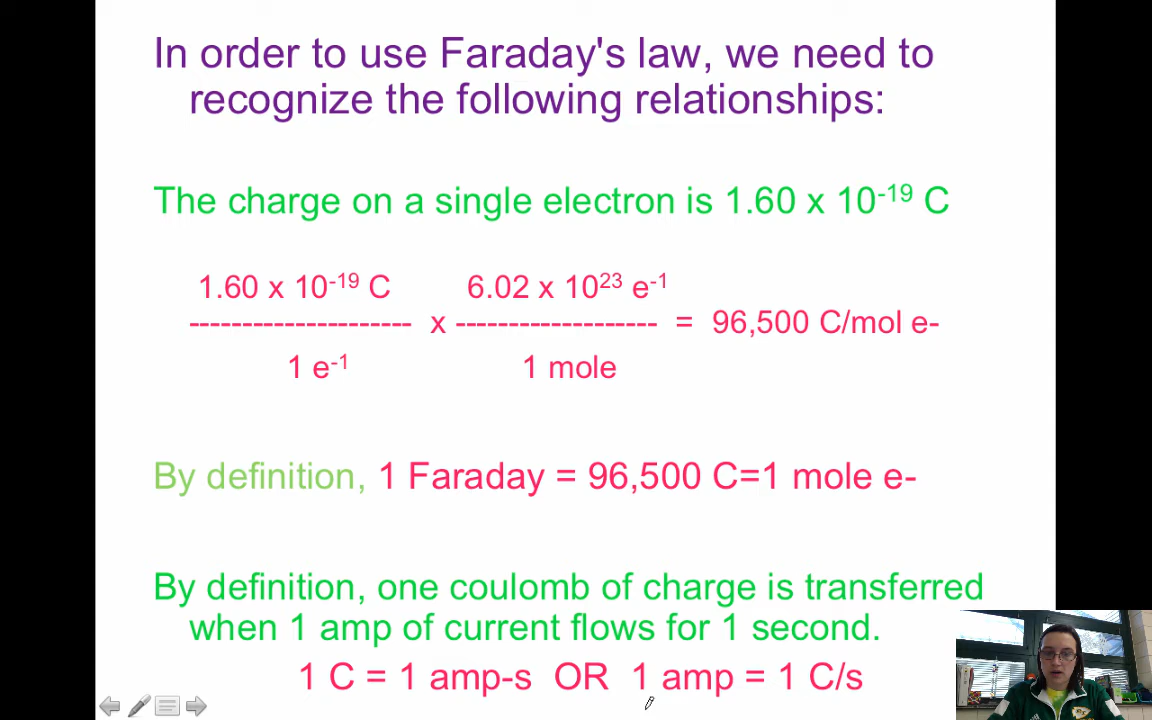 In order to use Faraday's law, we need to
recognize the following relationships:
The charge on a single electron is 1.60 x 10⁻¹⁹ C
1.60 x 10⁻¹⁹ C 6.02 x 10²³ e⁻¹
--------------------- x ------------------- = 96,500 C/mol e-
1 e⁻¹ 1 mole
By definition, 1 Faraday = 96,500 C=1 mole e-
By definition, one coulomb of charge is transferred
when 1 amp of current flows for 1 second.
1 C = 1 amp-s OR 1 amp = 1 C/s